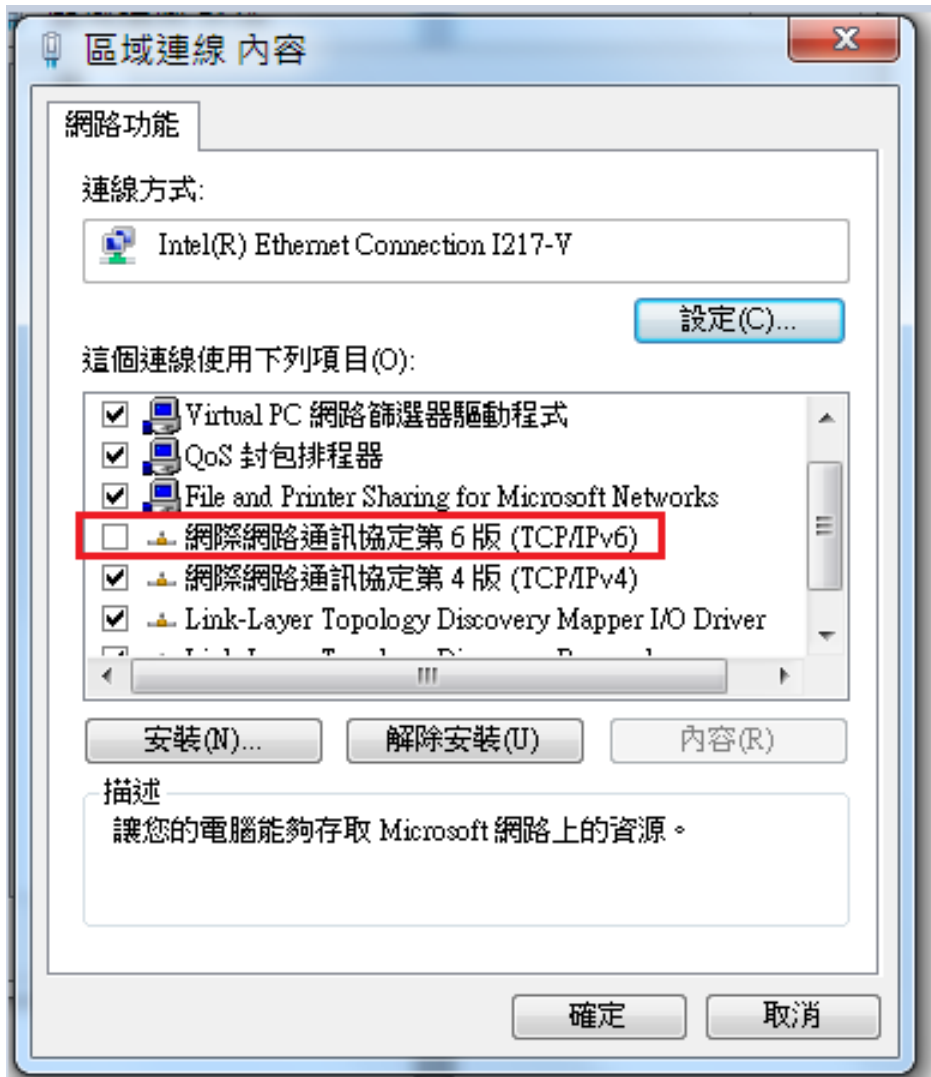 區域連線 內容
網路功能
連線方式:
Intel(R) Ethernet Connection I217-V
設定(C)...
這個連線使用下列項目(O):
Virtual PC 網路篩選器驅動程式
QoS 封包排程器
File and Printer Sharing for Microsoft Networks
網際網路通訊協定第 6 版 (TCP/IPv6)
網際網路通訊協定第 4 版 (TCP/IPv4)
Link-Layer Topology Discovery Mapper I/O Driver
安裝(N)... 解除安裝(U) 內容(R)
描述
讓您的電腦能夠存取 Microsoft 網路上的資源。
確定 取消